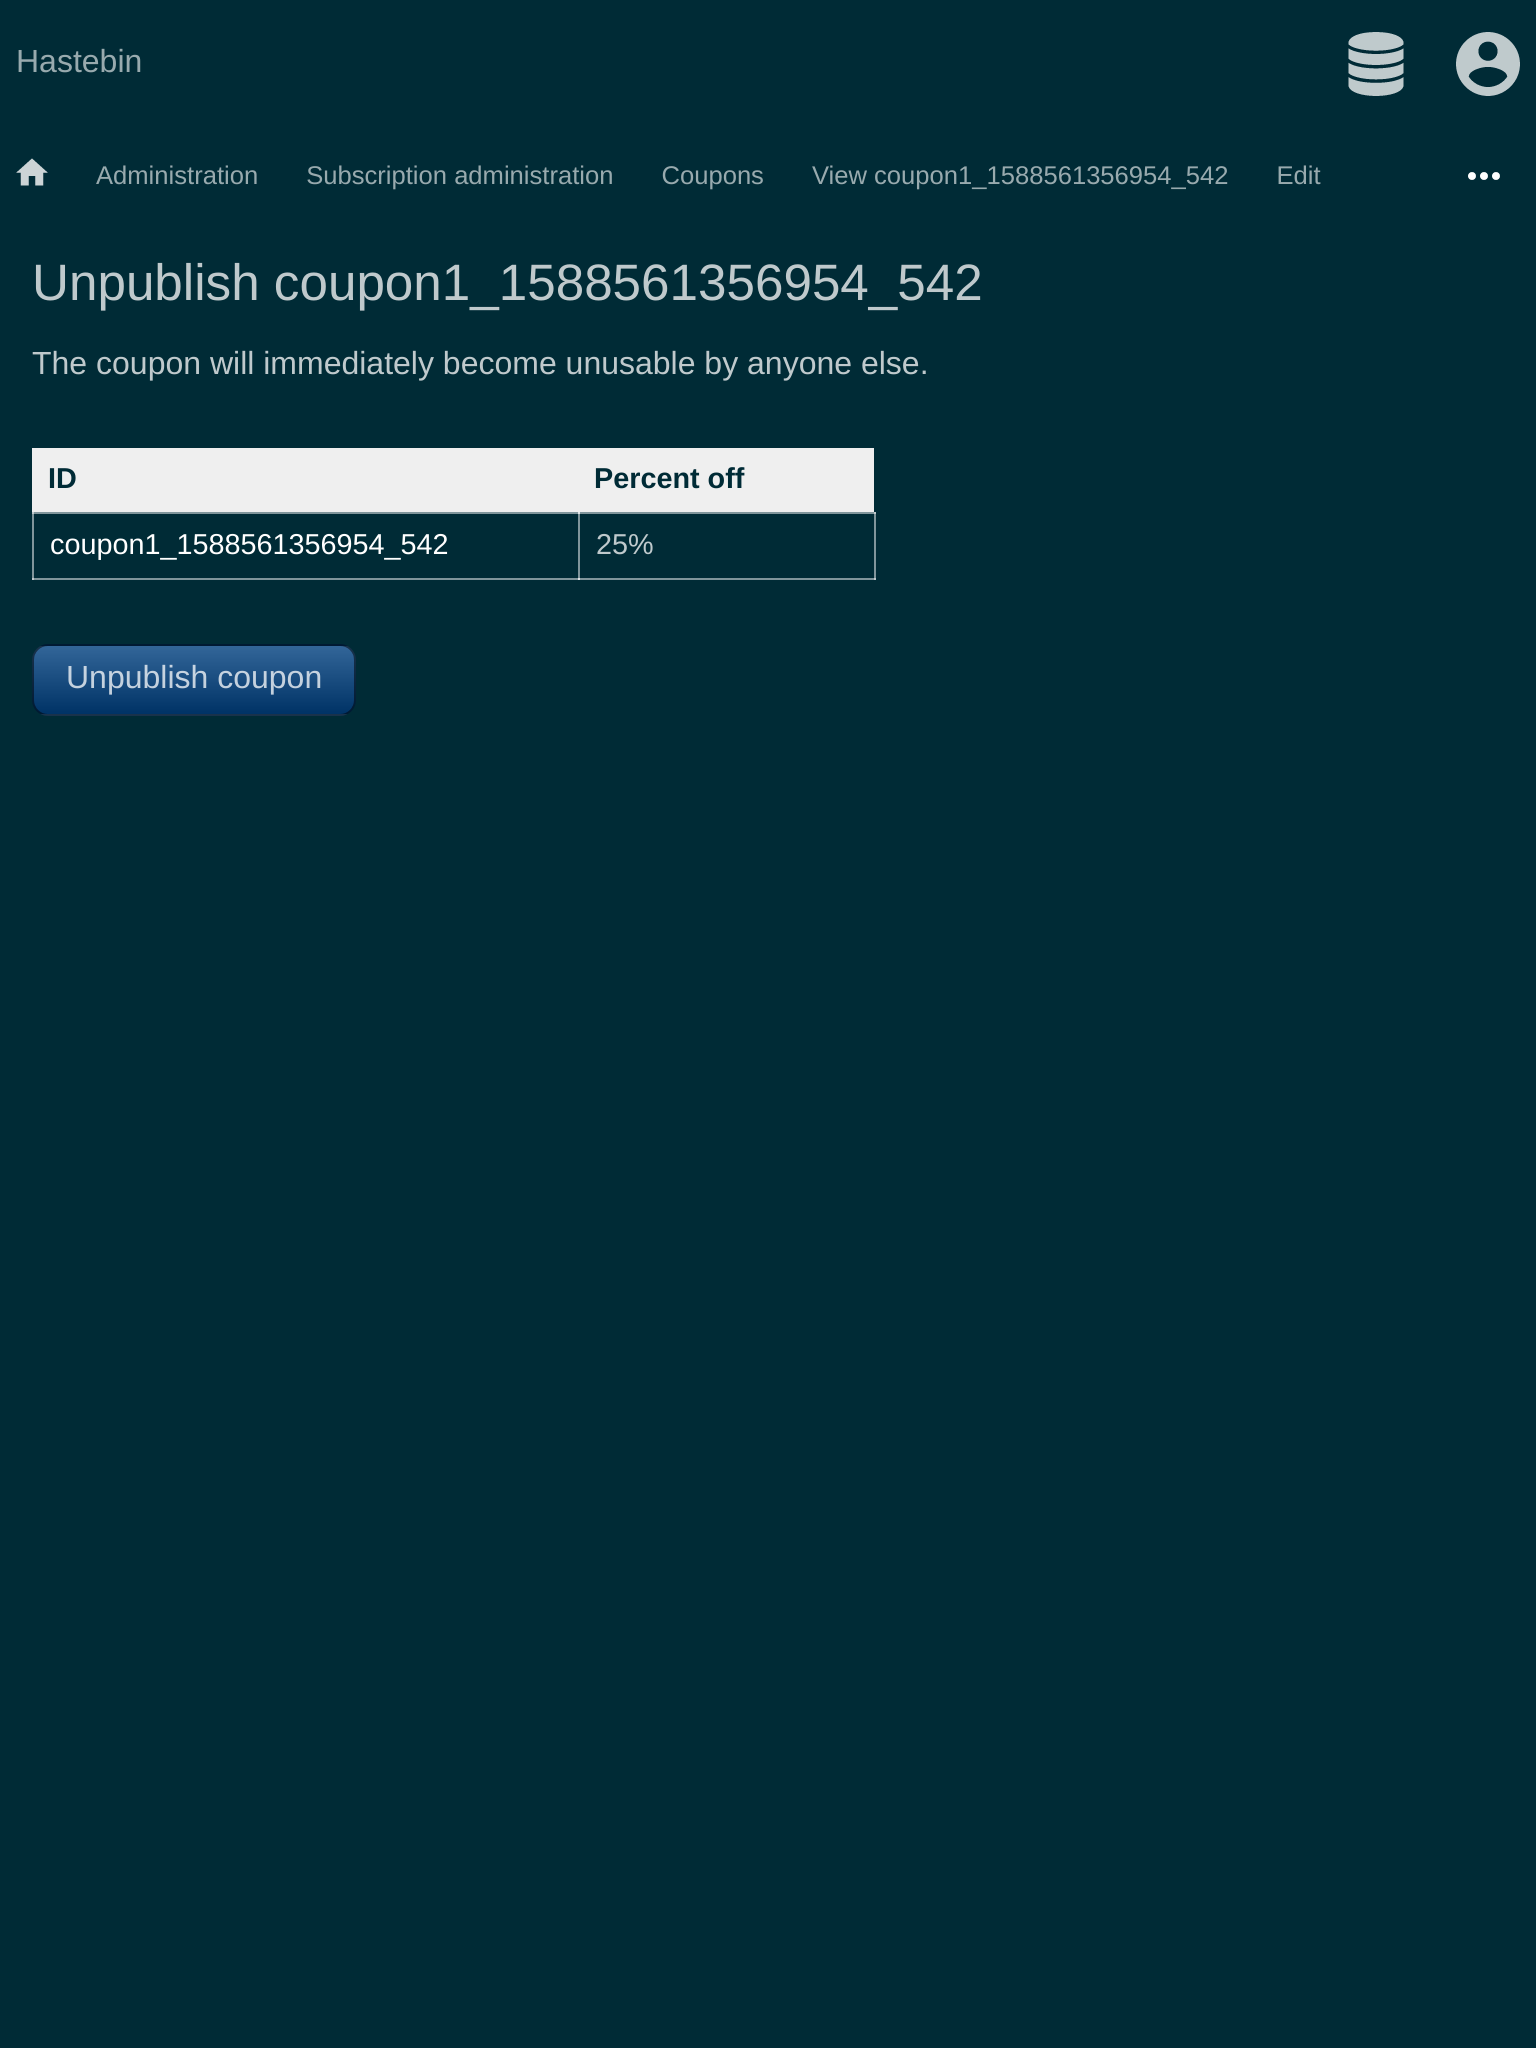 Hastebin
Administration Subscription administration Coupons View coupon1_1588561356954_542 Edit
Unpublish coupon1_1588561356954_542
The coupon will immediately become unusable by anyone else.
ID Percent off
coupon1_1588561356954_542 25%
Unpublish coupon